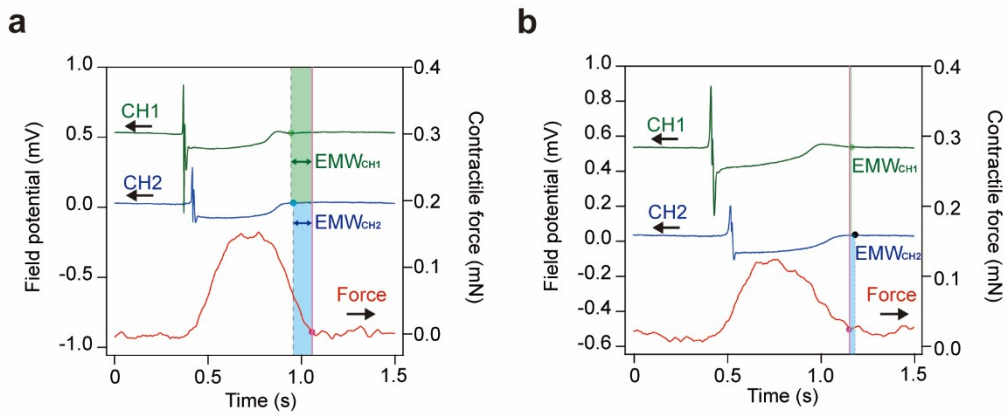 a
1.0
0.5
0.0
-0.5
-1.0
Field potential (mV)
0.4
0.3
0.2
0.1
0.0
Contractile force (mN)
CH1
EMWCH1
CH2
EMWCH2
Force
0
0.5
1.0
1.5
Time (s)
b
1.0
0.8
0.6
0.4
0.2
0.0
-0.2
-0.4
-0.6
Field potential (mV)
0.4
0.3
0.2
0.1
0.0
Contractile force (mN)
CH1
EMWCH1
CH2
EMWCH2
Force
0
0.5
1.0
1.5
Time (s)